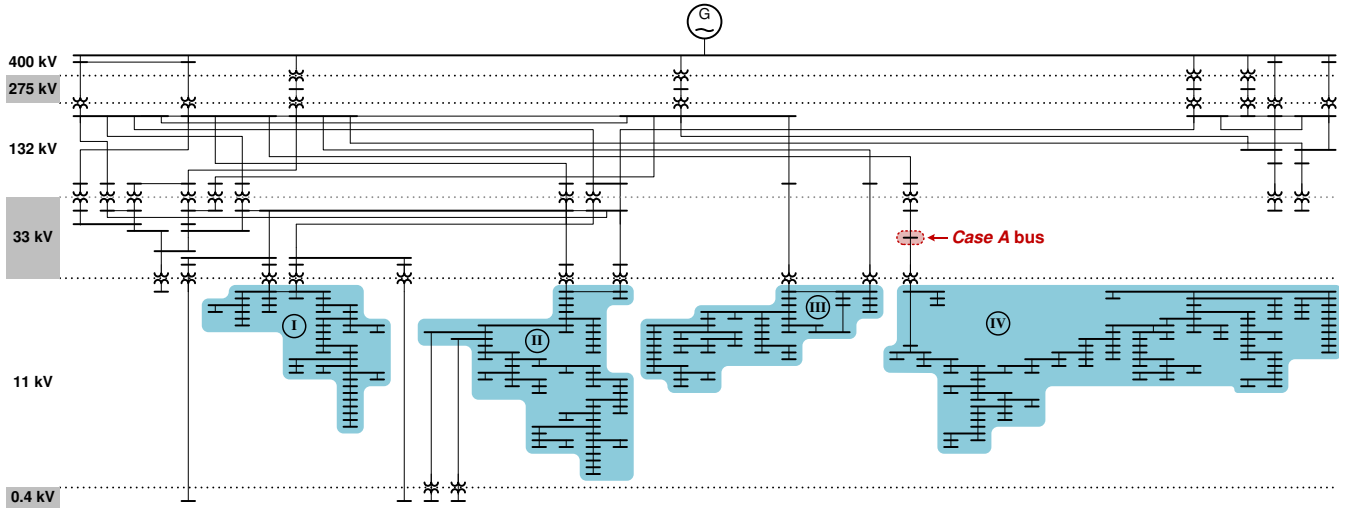 G
400 kV
275 kV
132 kV
33 kV
Case A bus
I
II
III
IV
11 kV
0.4 kV